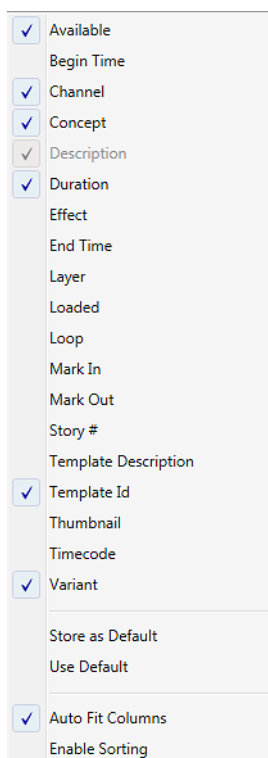 Available
Begin Time
Channel
Concept
Description
Duration
Effect
End Time
Layer
Loaded
Loop
Mark In
Mark Out
Story #
Template Description
Template Id
Thumbnail
Timecode
Variant
Store as Default
Use Default
Auto Fit Columns
Enable Sorting